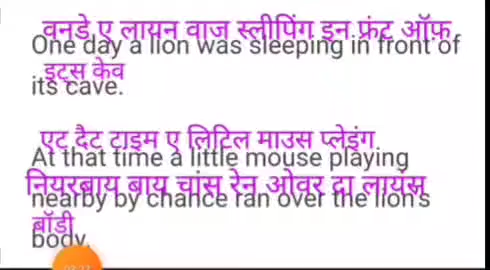 वनडे ए लायन वाज स्लीपिंग इन फ्रंट ऑफ
One day a lion was sleeping in front of
इट्स केव
its cave.
एट दैट टाइम ए लिटिल माउस प्लेइंग
At that time a little mouse playing
नियरबाय बाय चांस रेन ओवर द्वा लायंस
nearby by chance ran over the lion's
बॉडी
body.